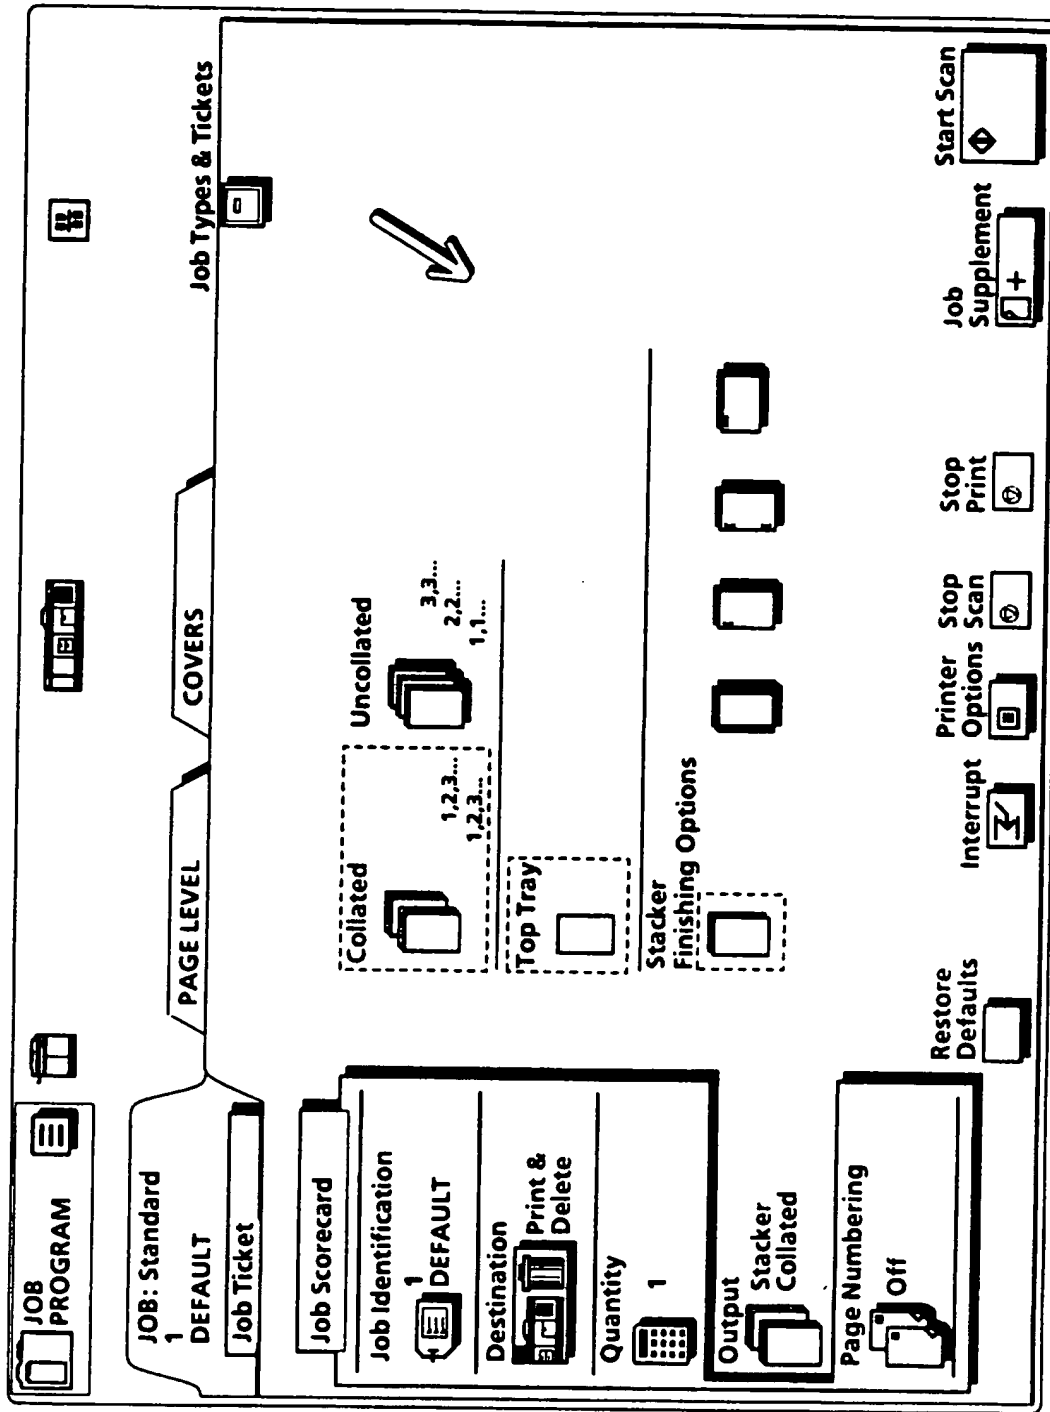 JOB
PROGRAM
JOB: Standard
1
DEFAULT
PAGE LEVEL
COVERS
Job Types & Tickets
Job Ticket
Job Scorecard
Job Identification
1
DEFAULT
Destination
Print &
Delete
Quantity
1
Output
Stacker
Collated
Page Numbering
Off
Collated
1,2,3...
1,2,3...
Uncollated
3,3...
2,2...
1,1...
Top Tray
Stacker
Finishing Options
Restore
Defaults
Interrupt
Printer
Options
Stop
Scan
Stop
Print
Job
Supplement
Start Scan